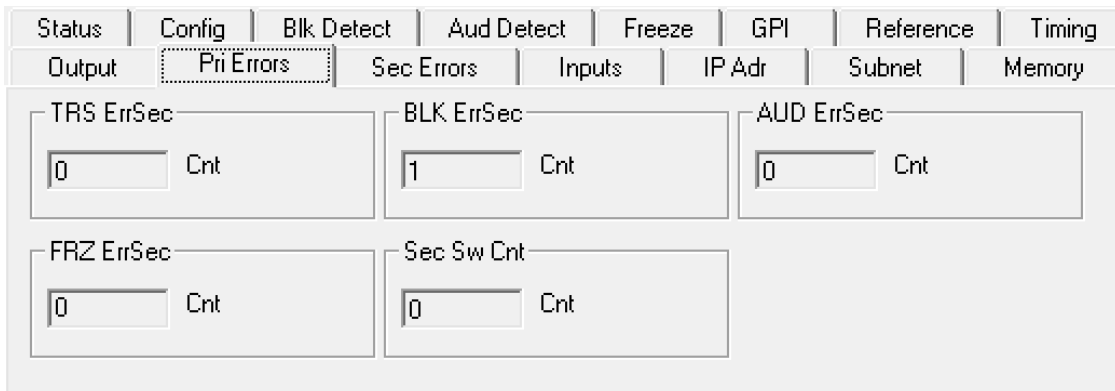 Status Config Blk Detect Aud Detect Freeze GPI Reference Timing
Output Pri Errors Sec Errors Inputs IP Adr Subnet Memory
TRS ErrSec BLK ErrSec AUD ErrSec
0 Cnt 1 Cnt 0 Cnt
FRZ ErrSec Sec Sw Cnt
0 Cnt 0 Cnt